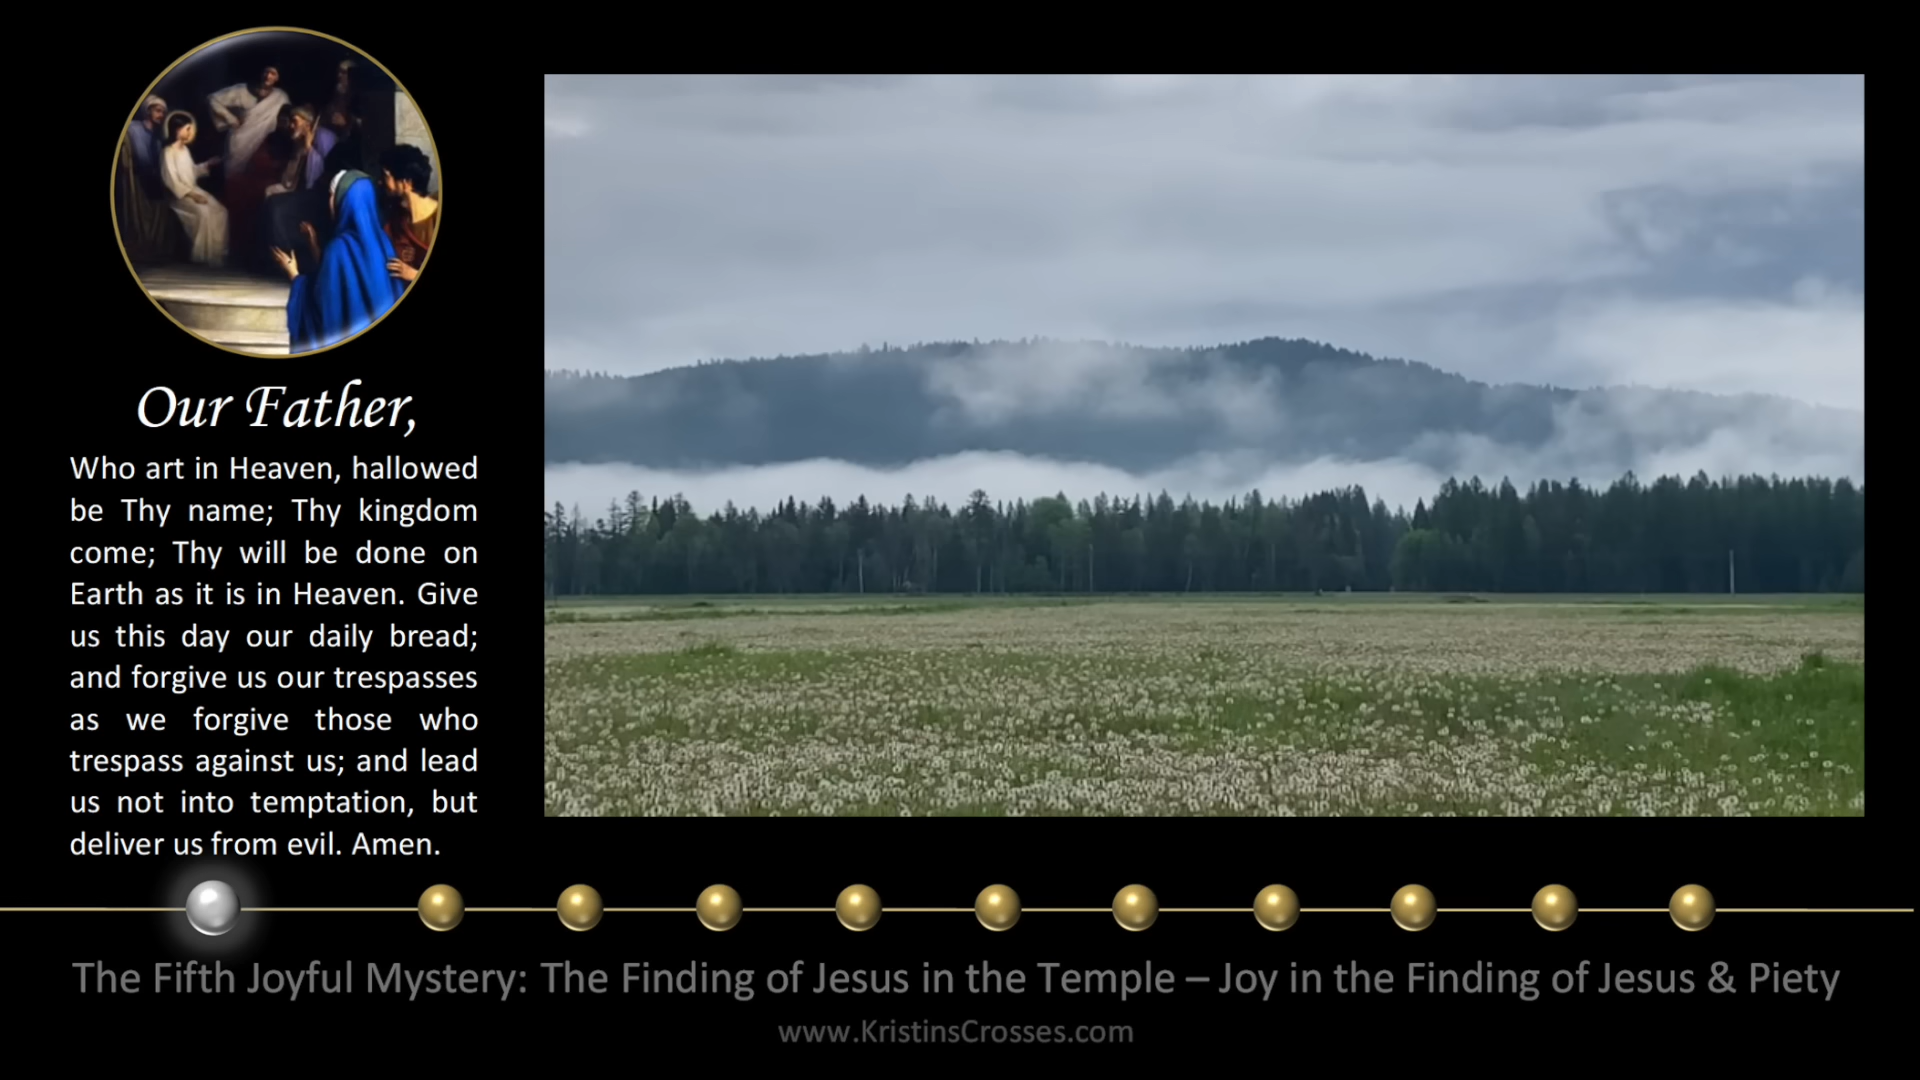 Our Father,
Who art in Heaven, hallowed
be Thy name; Thy kingdom
come; Thy will be done on
Earth as it is in Heaven. Give
us this day our daily bread;
and forgive us our trespasses
as we forgive those who
trespass against us; and lead
us not into temptation, but
deliver us from evil. Amen.
The Fifth Joyful Mystery: The Finding of Jesus in the Temple – Joy in the Finding of Jesus & Piety
www.KristinsCrosses.com